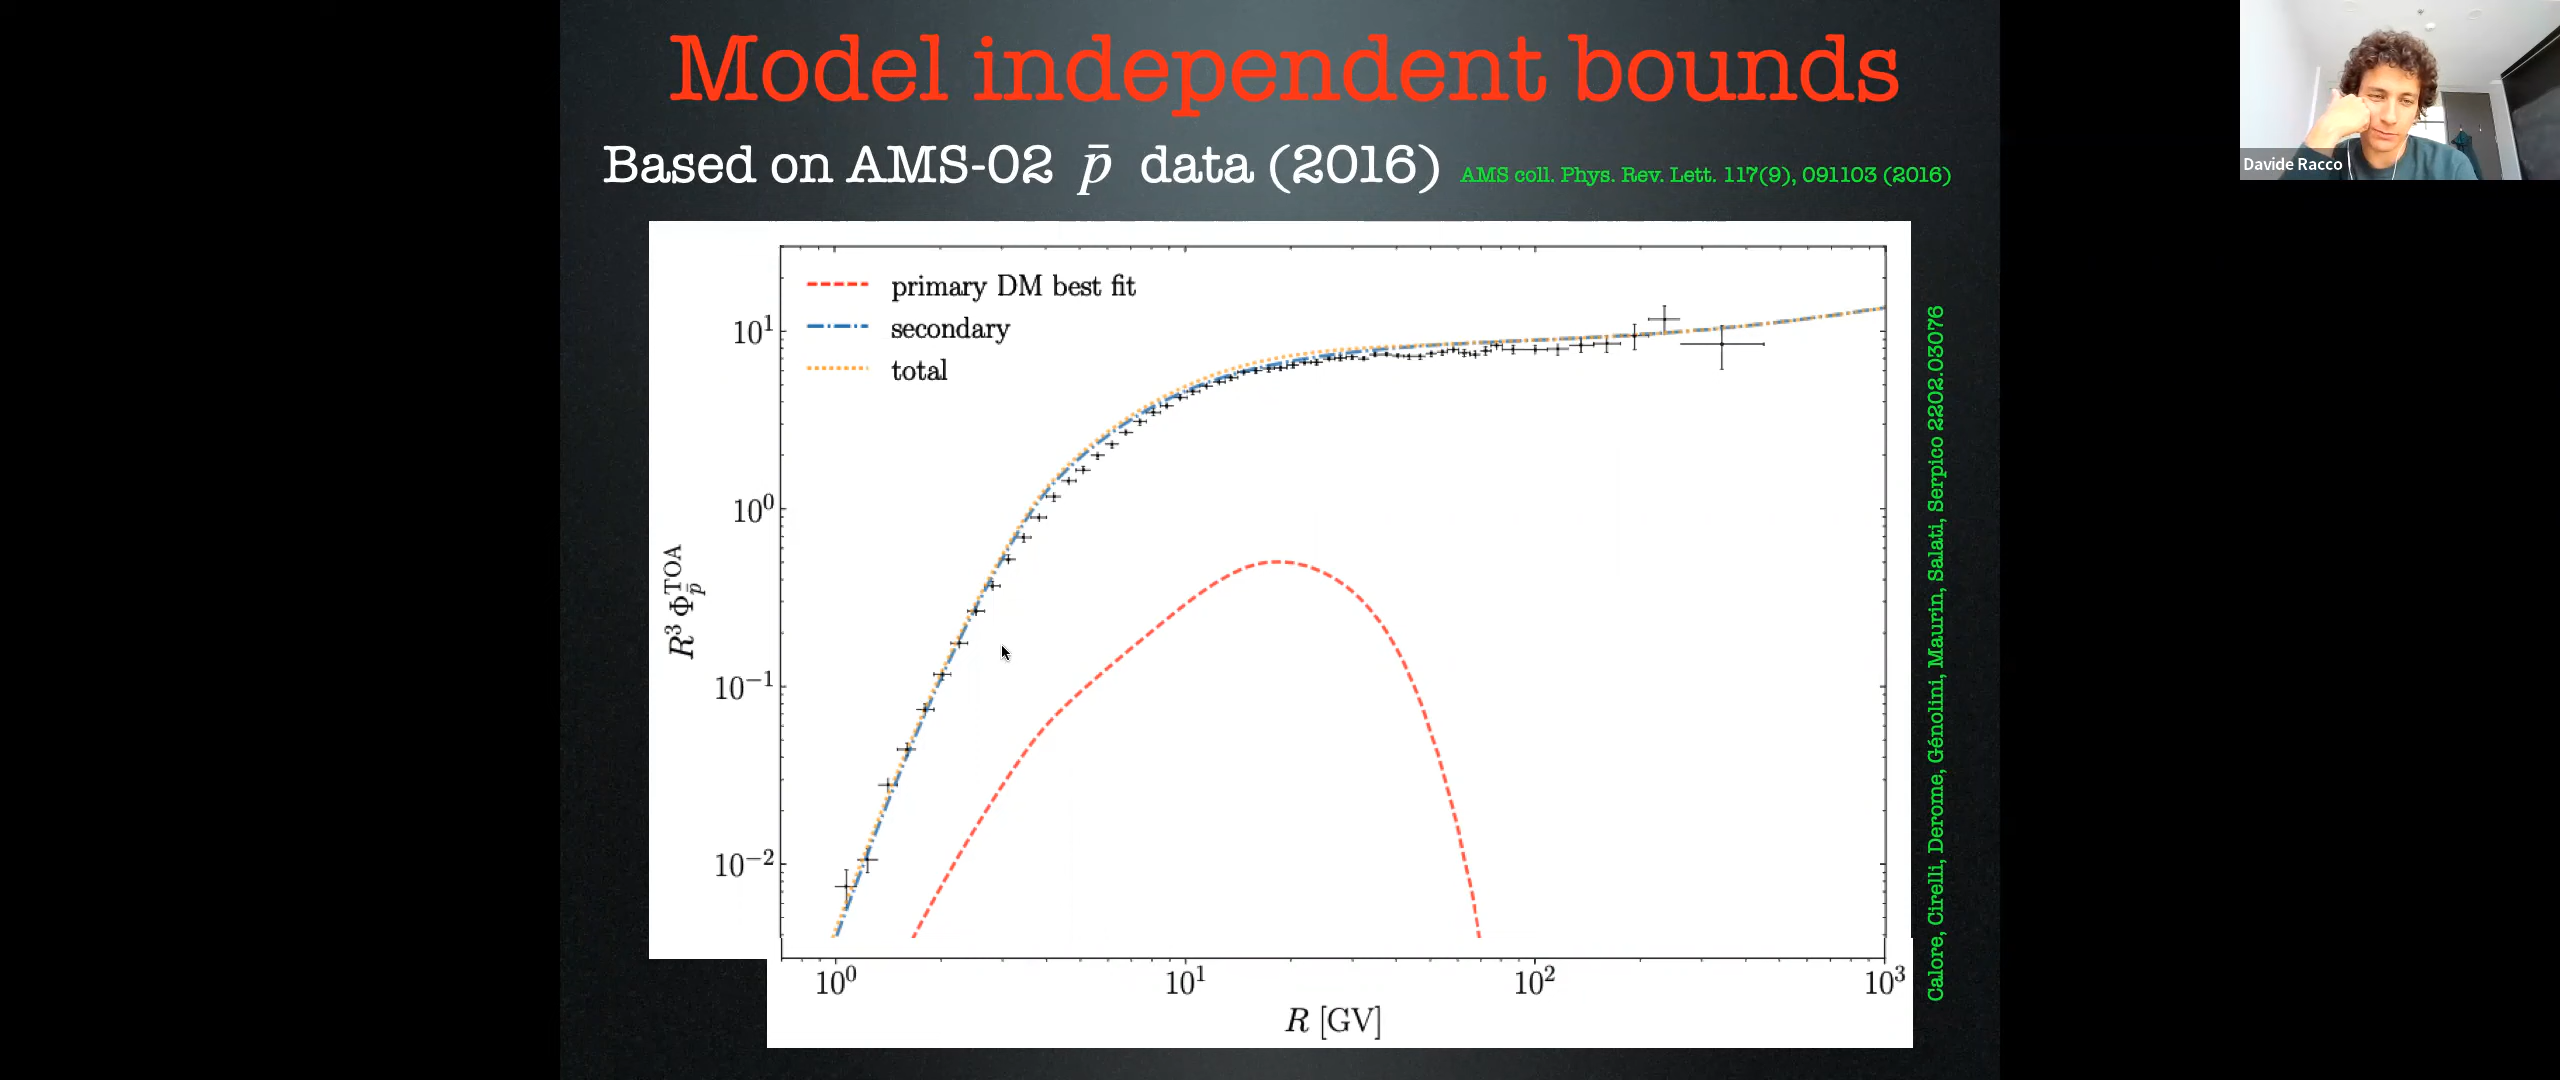 Model independent bounds
Based on AMS-02 p̄ data (2016) AMS coll. Phys. Rev. Lett. 117(9), 091103 (2016)
Davide Racco
primary DM best fit
secondary
total
10¹
10⁰
10⁻¹
10⁻²
R³ Φ_p̄^TOA
10⁰ 10¹ 10² 10³
R [GV]
Calore, Cirelli, Derome, Génolini, Maurin, Salati, Serpico 2202.03076